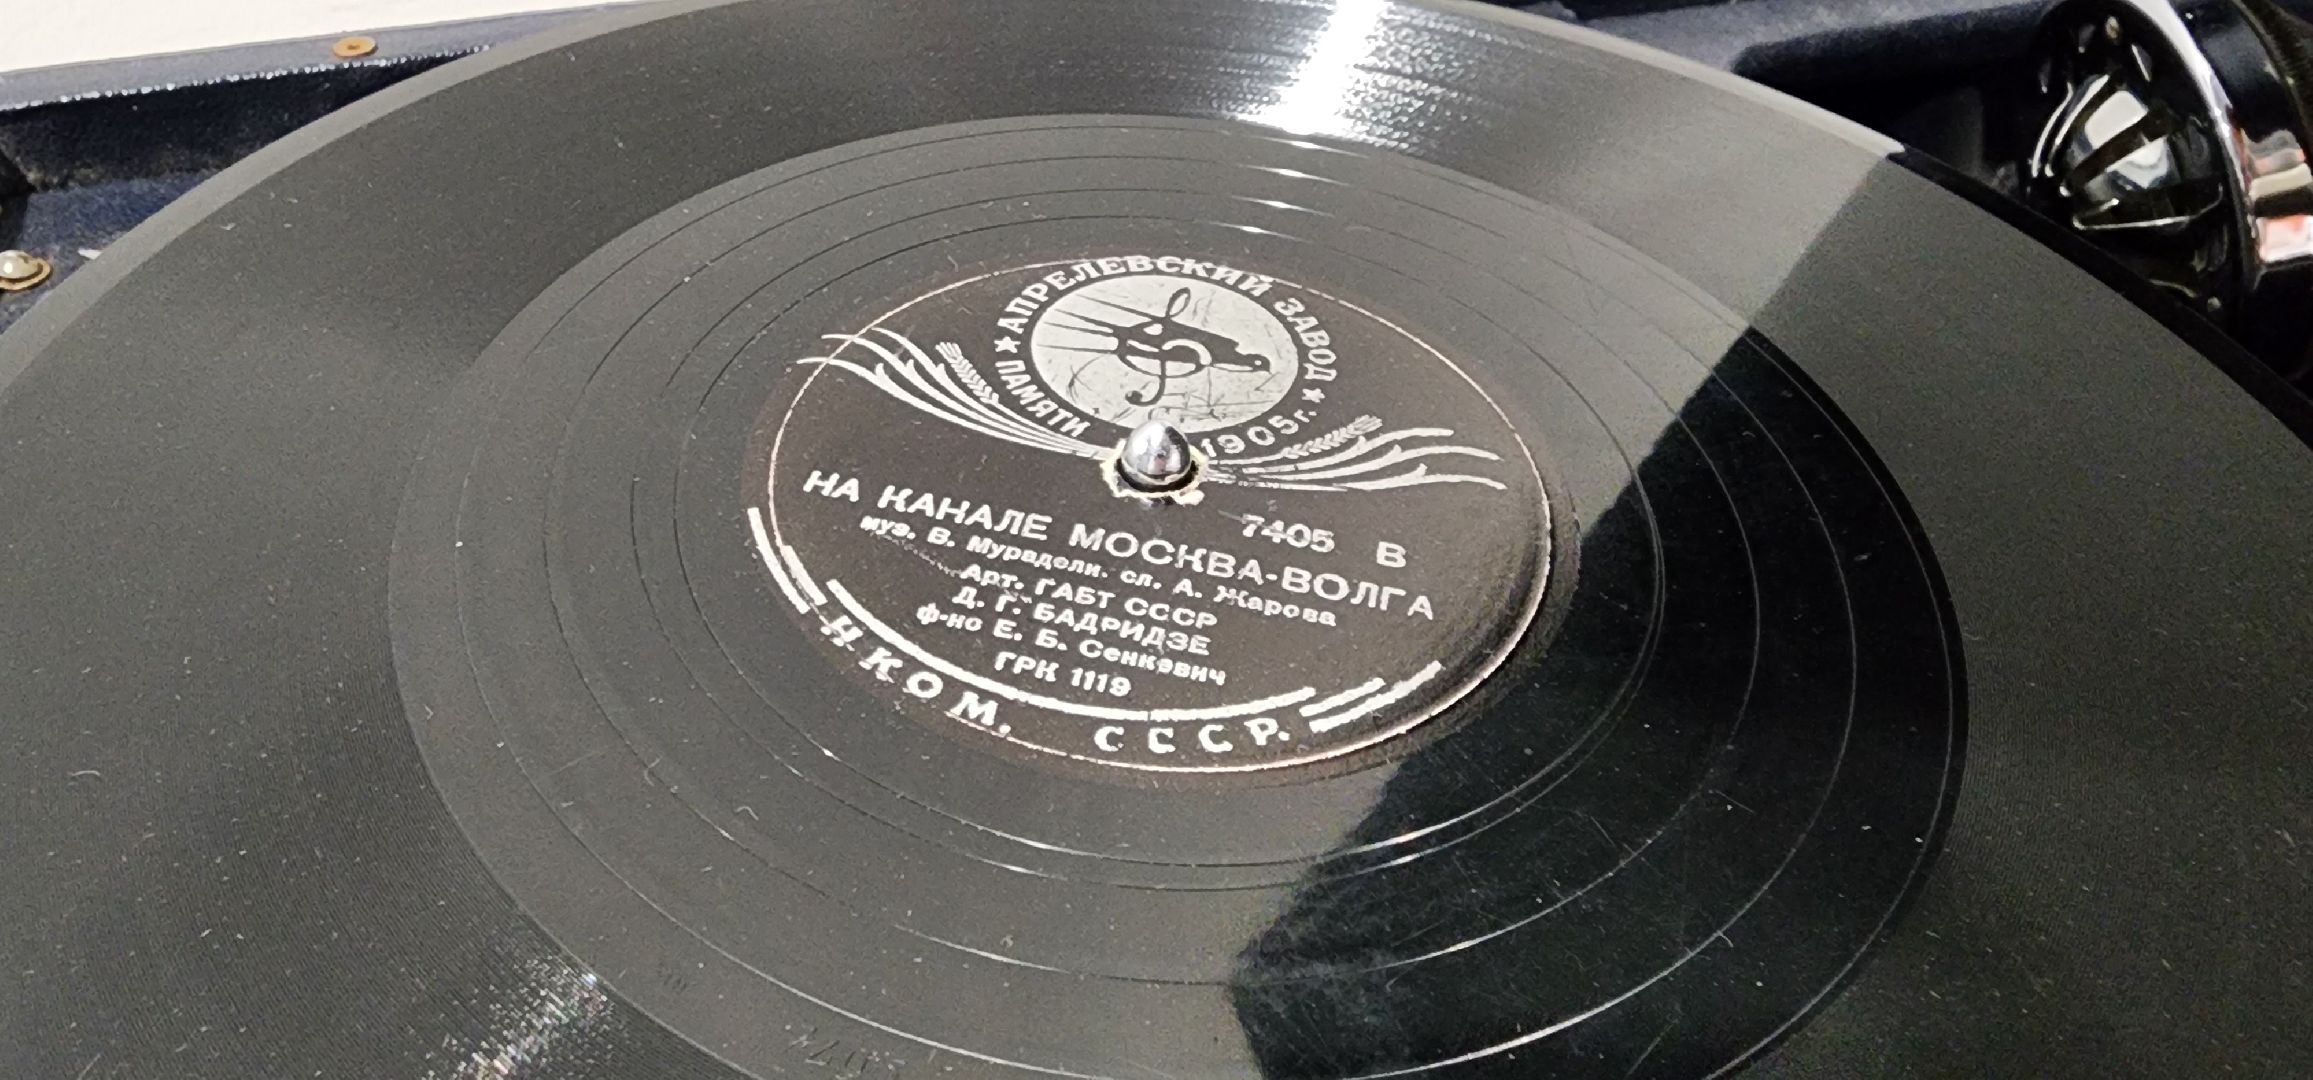 ★ АПРЕЛЕВСКИЙ ЗАВОД ★
ПАМЯТИ 1905г.
7405 В
НА КАНАЛЕ МОСКВА-ВОЛГА
муз. В. Мурадели. сл. А. Жарова
Арт. ГАБТ СССР
Д. Г. БАДРИДЗЕ
ф-но Е. Б. Сенкевич
ГРК 1119
Н.КОМ. СССР.